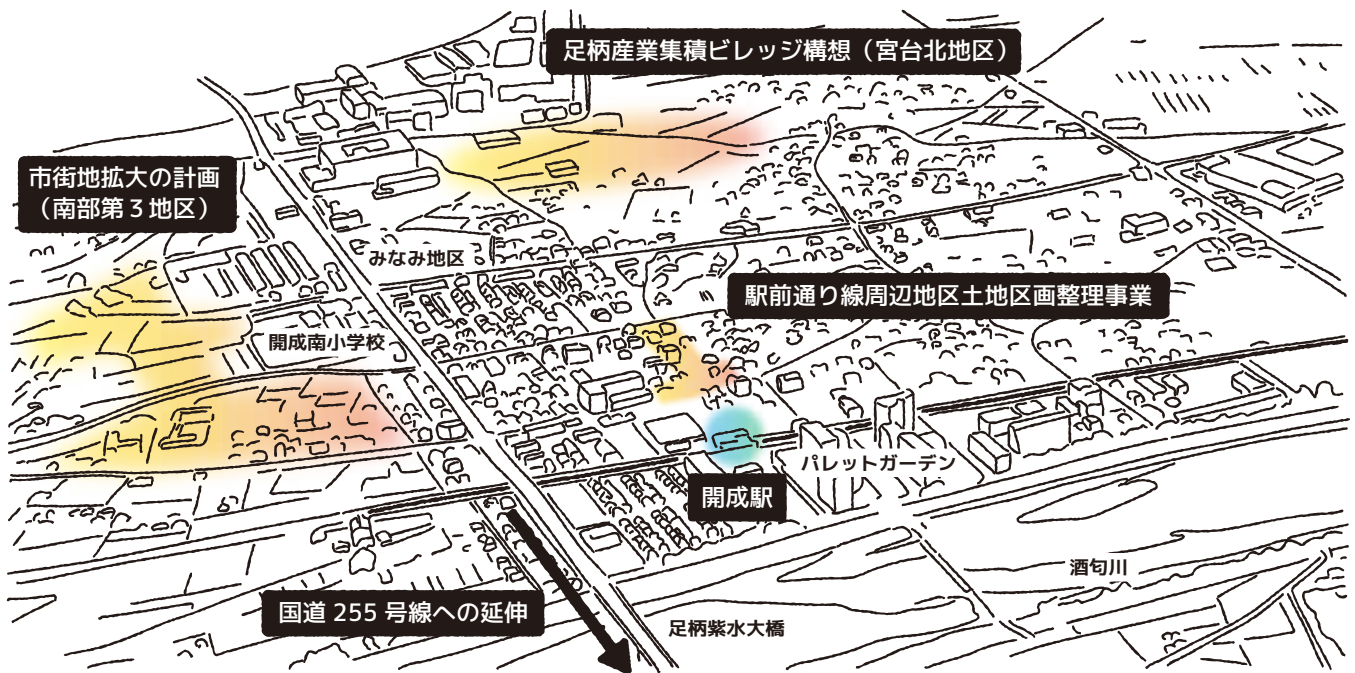 足柄産業集積ビレッジ構想（宮台北地区）
市街地拡大の計画
（南部第３地区）
みなみ地区
駅前通り線周辺地区土地区画整理事業
開成南小学校
パレットガーデン
開成駅
酒匂川
国道 255 号線への延伸
足柄紫水大橋